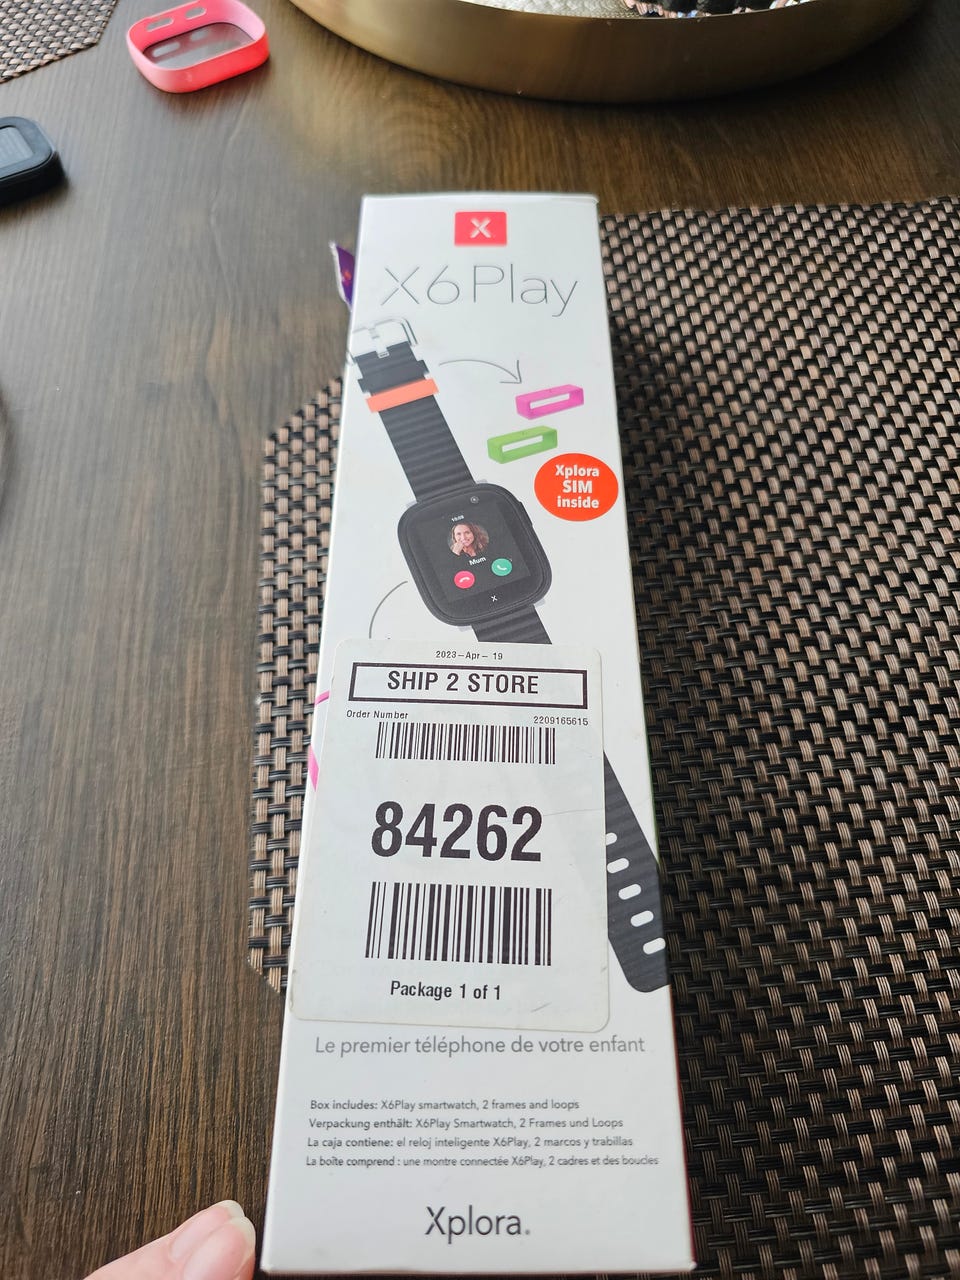 X
X6Play
Xplora
SIM
inside
10:08
Mum
X
2023-Apr- 19
SHIP 2 STORE
Order Number 2209165615
84262
Package 1 of 1
Le premier téléphone de votre enfant
Box includes: X6Play smartwatch, 2 frames and loops
Verpackung enthält: X6Play Smartwatch, 2 Frames und Loops
La caja contiene: el reloj inteligente X6Play, 2 marcos y trabillas
La boîte comprend : une montre connectée X6Play, 2 cadres et des boucles
Xplora.